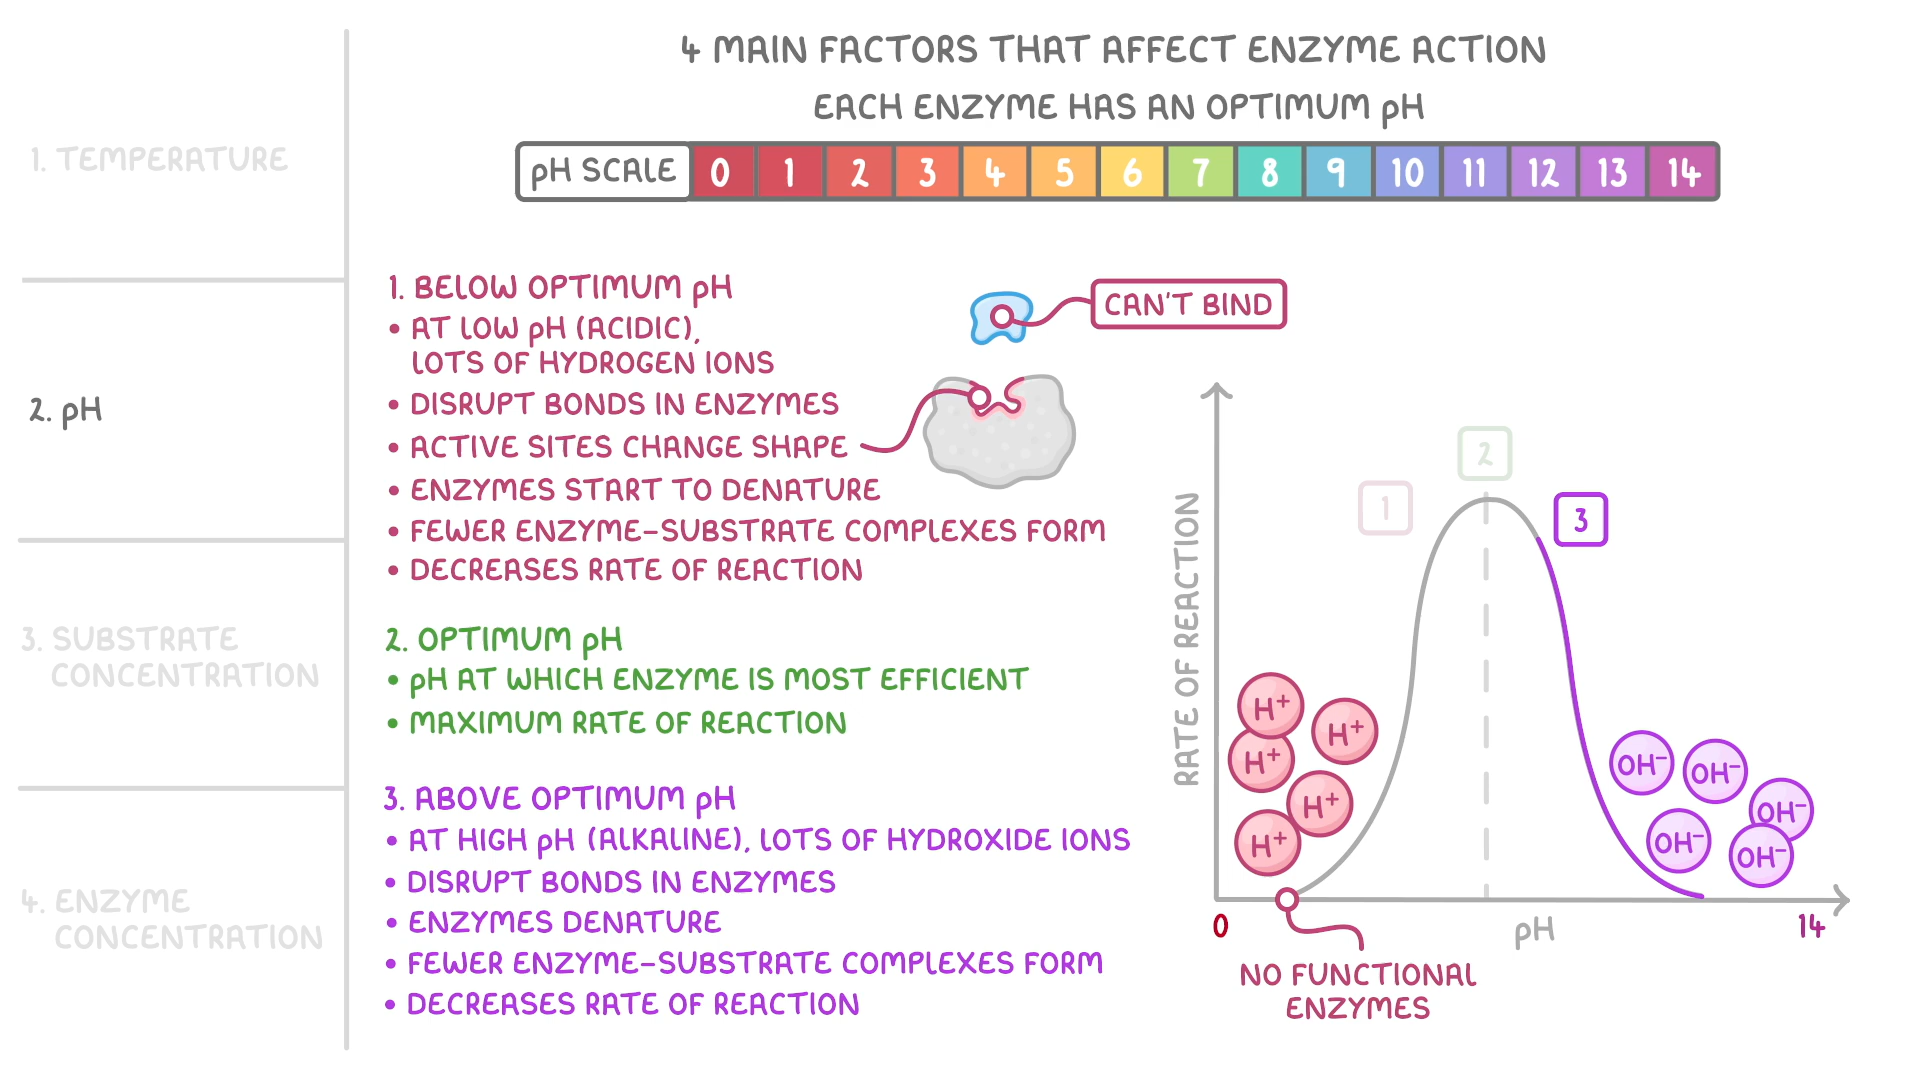 4 MAIN FACTORS THAT AFFECT ENZYME ACTION
EACH ENZYME HAS AN OPTIMUM pH
pH SCALE 0 1 2 3 4 5 6 7 8 9 10 11 12 13 14
1. TEMPERATURE
2. pH
3. SUBSTRATE
CONCENTRATION
4. ENZYME
CONCENTRATION
1. BELOW OPTIMUM pH
• AT LOW pH (ACIDIC),
LOTS OF HYDROGEN IONS
• DISRUPT BONDS IN ENZYMES
• ACTIVE SITES CHANGE SHAPE
• ENZYMES START TO DENATURE
• FEWER ENZYME-SUBSTRATE COMPLEXES FORM
• DECREASES RATE OF REACTION
CAN'T BIND
2. OPTIMUM pH
• pH AT WHICH ENZYME IS MOST EFFICIENT
• MAXIMUM RATE OF REACTION
3. ABOVE OPTIMUM pH
• AT HIGH pH (ALKALINE), LOTS OF HYDROXIDE IONS
• DISRUPT BONDS IN ENZYMES
• ENZYMES DENATURE
• FEWER ENZYME-SUBSTRATE COMPLEXES FORM
• DECREASES RATE OF REACTION
RATE OF REACTION
1
2
3
H⁺
H⁺
H⁺
H⁺
H⁺
OH⁻
OH⁻
OH⁻
OH⁻
OH⁻
0
pH
14
NO FUNCTIONAL
ENZYMES